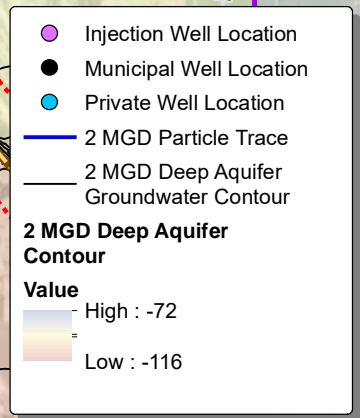 Injection Well Location
Municipal Well Location
Private Well Location
2 MGD Particle Trace
2 MGD Deep Aquifer
Groundwater Contour
2 MGD Deep Aquifer
Contour
Value
High : -72
Low : -116